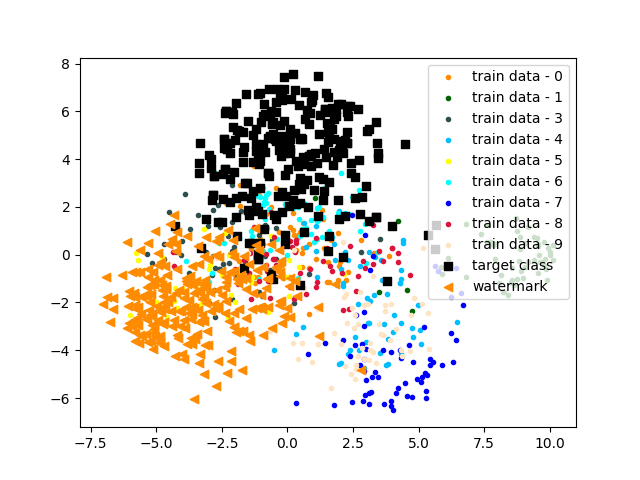 8
6
4
2
0
−2
−4
−6
−7.5
−5.0
−2.5
0.0
2.5
5.0
7.5
10.0
train data - 0
train data - 1
train data - 3
train data - 4
train data - 5
train data - 6
train data - 7
train data - 8
train data - 9
target class
watermark